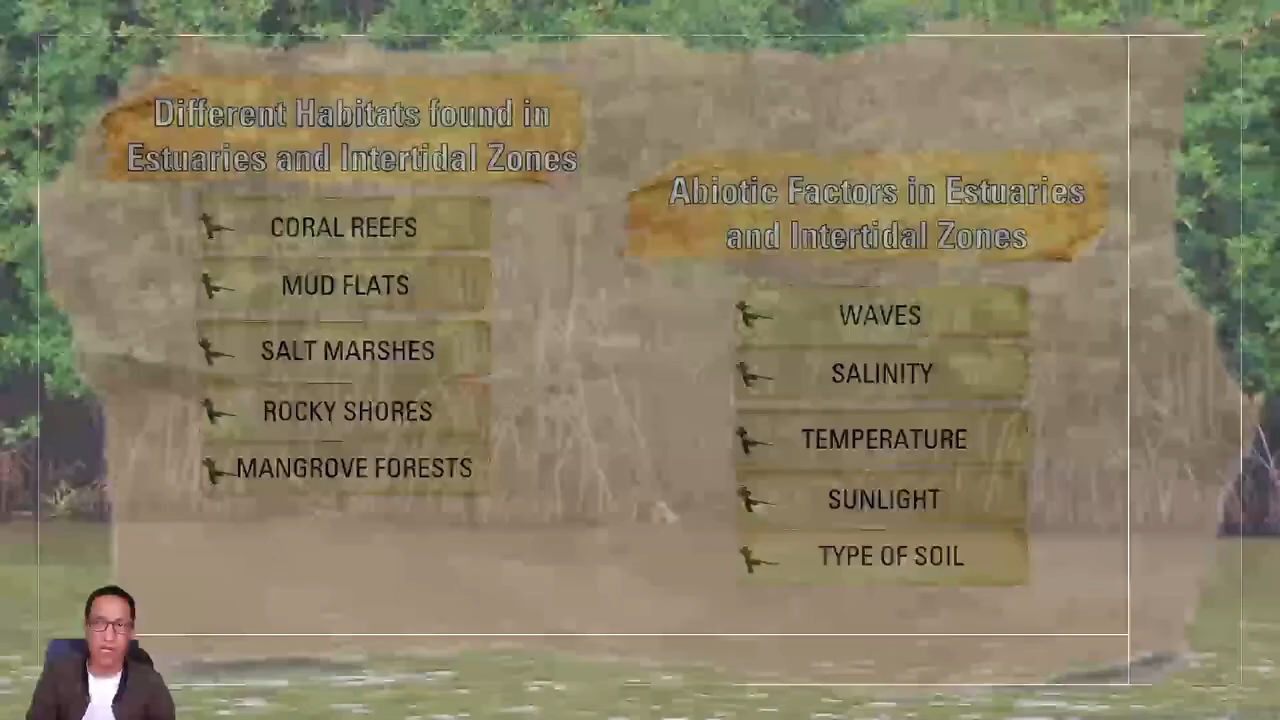 Different Habitats found in
Estuaries and Intertidal Zones
CORAL REEFS
MUD FLATS
SALT MARSHES
ROCKY SHORES
MANGROVE FORESTS
Abiotic Factors in Estuaries
and Intertidal Zones
WAVES
SALINITY
TEMPERATURE
SUNLIGHT
TYPE OF SOIL